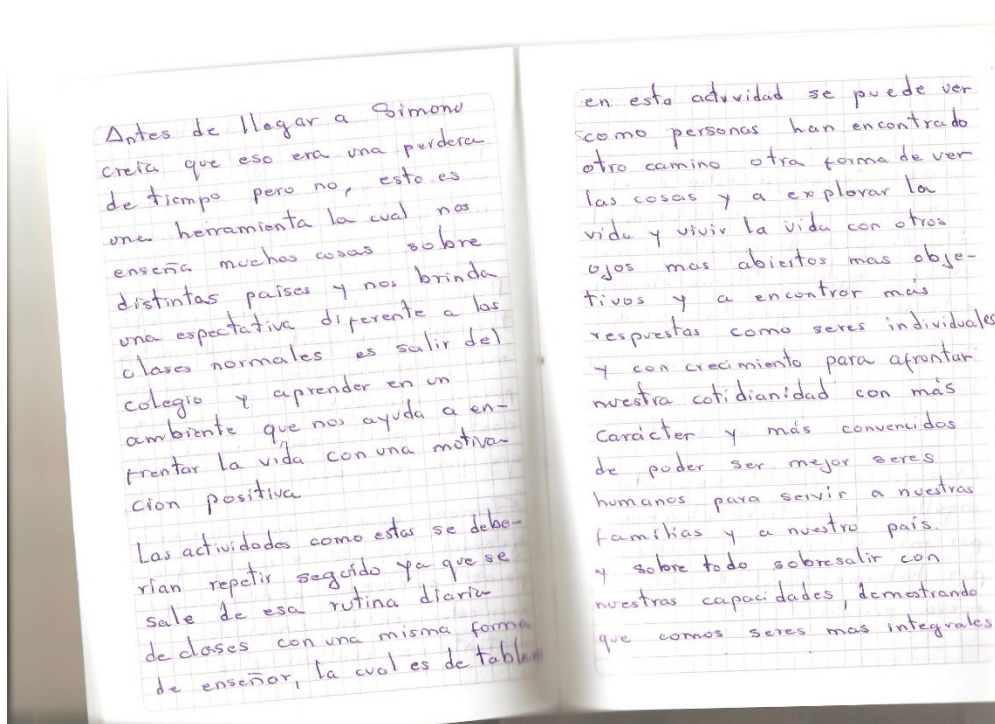 Antes de llegar a Simonu
creia que eso era una perdera
de tiempo pero no, esto es
una herramienta la cual nos
enseña muchas cosas sobre
distintas países y nos brinda
una espectativa diferente a las
clases normales es salir del
colegio y aprender en un
ambiente que nos ayuda a en-
frentar la vida con una motiva-
cion positiva
Las actividades como estas se debe-
rían repetir seguido ya que se
sale de esa rutina diaria
de clases con una misma forma
de enseñar, la cual es de
en esta actividad se puede ver
como personas han encontrado
otro camino otra forma de ver
las cosas y a explorar la
vida y vivir la vida con otros
ojos mas abiertos mas obje-
tivos y a encontrar más
respuestas como seres individuales
y con crecimiento para afrontar
nuestra cotidianidad con más
carácter y más convencidos
de poder ser mejor seres
humanos para servir a nuestras
familias y a nuestro país.
y sobre todo sobresalir con
nuestras capacidades, demostrando
que comos seres mas integrales